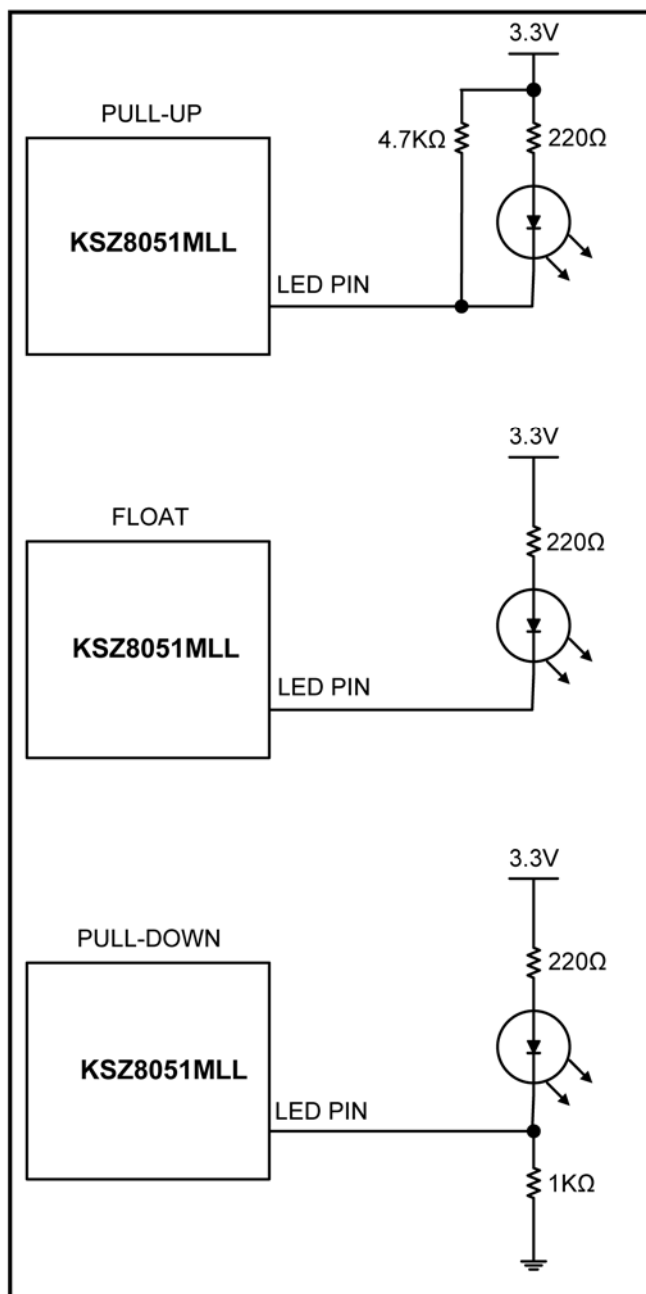 3.3V
PULL-UP
4.7KΩ
220Ω
KSZ8051MLL
LED PIN
3.3V
FLOAT
220Ω
KSZ8051MLL
LED PIN
3.3V
PULL-DOWN
220Ω
KSZ8051MLL
LED PIN
1KΩ